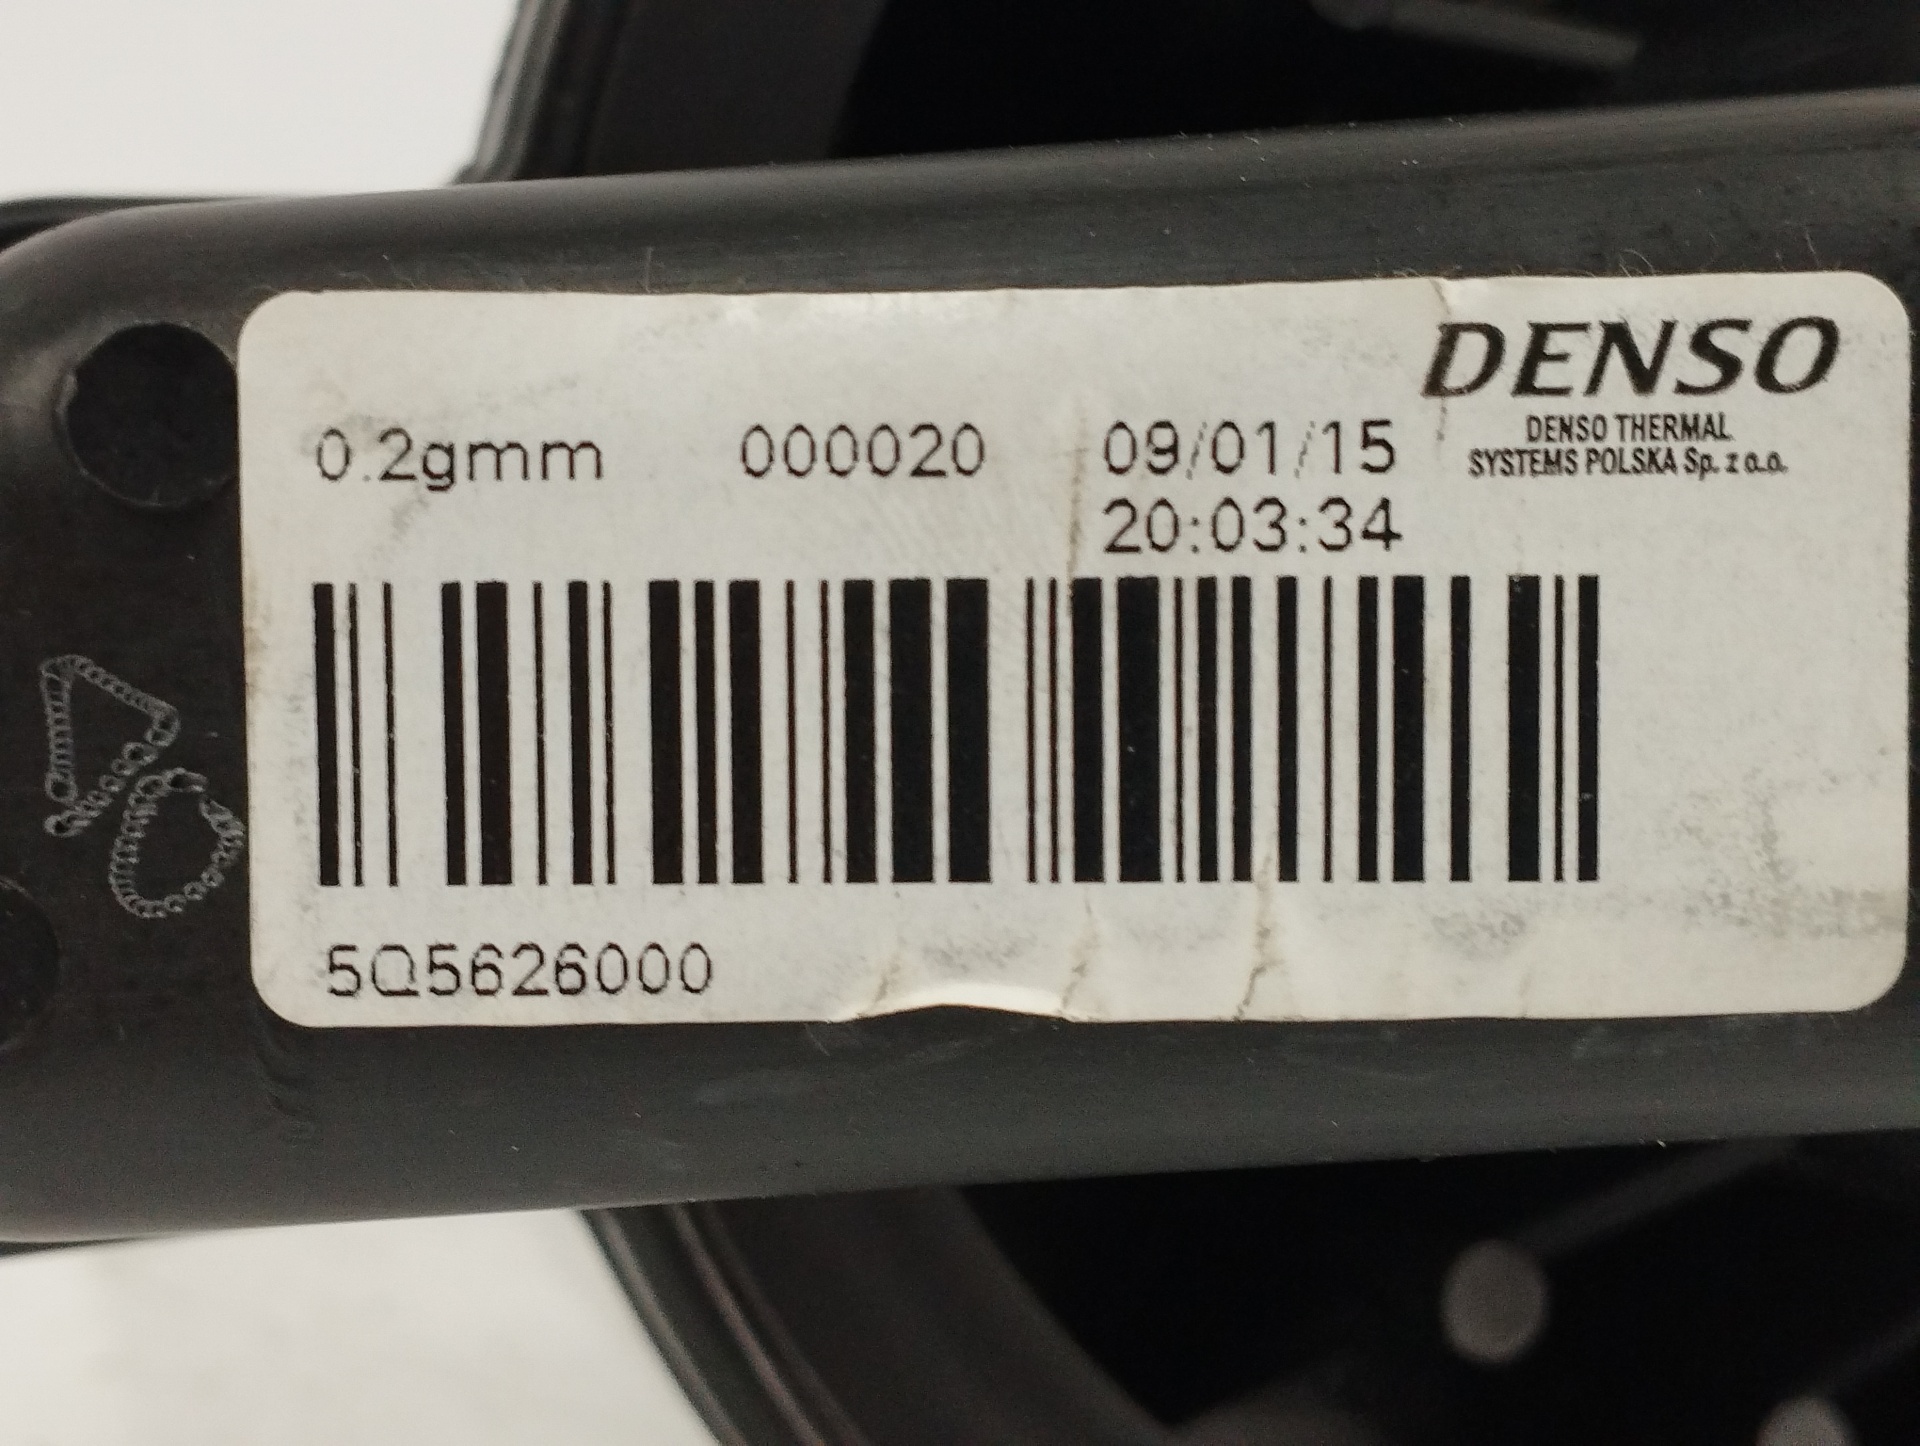 DENSO
DENSO THERMAL
SYSTEMS POLSKA Sp. z o.o.
0.2gmm 000020 09/01/15
20:03:34
5Q5626000